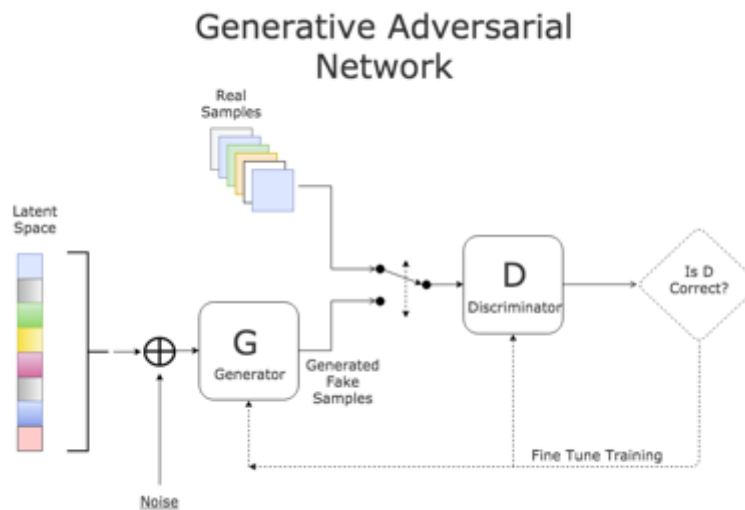 Generative Adversarial
Network
Real
Samples
Latent
Space
D
Discriminator
Is D
Correct?
G
Generator
Generated
Fake
Samples
Fine Tune Training
Noise